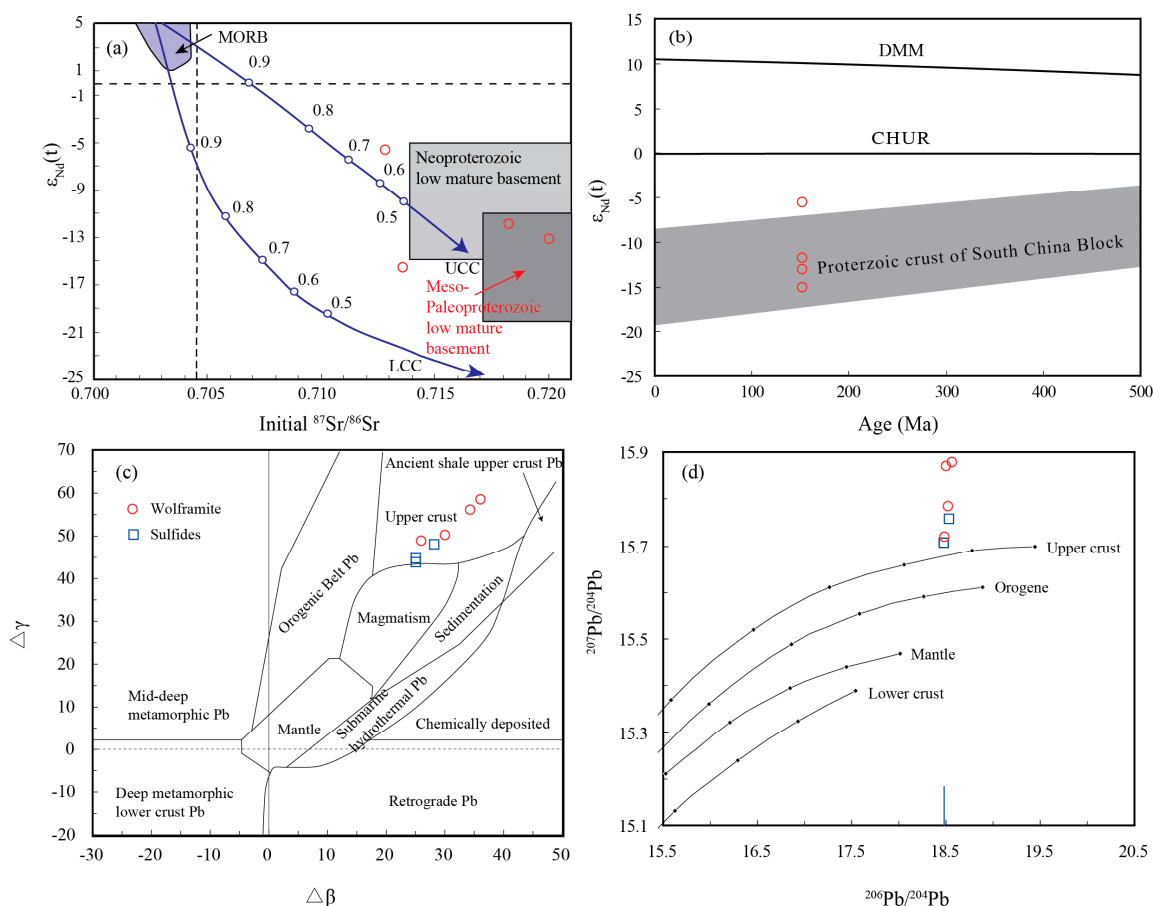 (a)
MORB
0.9
0.8
0.7
0.6
0.5
0.9
0.8
0.7
0.6
0.5
Neoproterozoic
low mature basement
UCC
Meso-
Paleoproterozoic
low mature
basement
LCC
5
1
-1
-5
-9
-13
-17
-21
-25
εNd(t)
0.700
0.705
0.710
0.715
0.720
Initial ⁸⁷Sr/⁸⁶Sr
(b)
DMM
CHUR
Proterzoic crust of South China Block
15
10
5
0
-5
-10
-15
-20
-25
εNd(t)
0
100
200
300
400
500
Age (Ma)
(c)
Wolframite
Sulfides
Ancient shale upper crust Pb
Upper crust
Orogenic Belt Pb
Magmatism
Sedimentation
Mid-deep
metamorphic Pb
Mantle
Submarine
hydrothermal Pb
Chemically deposited
Deep metamorphic
lower crust Pb
Retrograde Pb
70
60
50
40
30
20
10
0
-10
-20
△γ
-30
-20
-10
0
10
20
30
40
50
△β
(d)
Upper crust
Orogene
Mantle
Lower crust
15.9
15.7
15.5
15.3
15.1
²⁰⁷Pb/²⁰⁴Pb
15.5
16.5
17.5
18.5
19.5
20.5
²⁰⁶Pb/²⁰⁴Pb